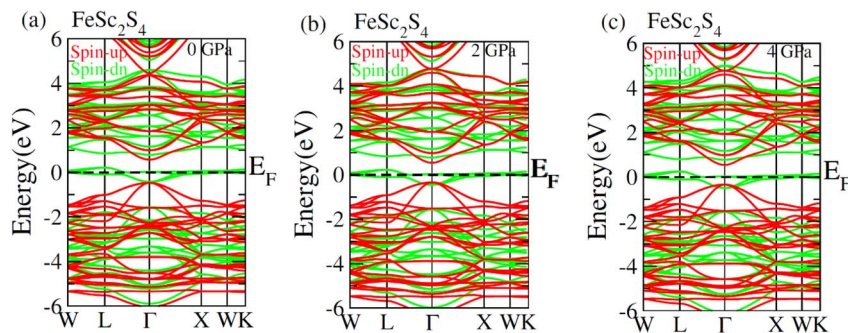 (a) FeSc2S4
0 GPa
Spin-up
Spin-dn
Energy(eV)
6
4
2
0
-2
-4
-6
W L Γ X WK
EF
(b) FeSc2S4
2 GPa
Spin-up
Spin-dn
Energy(eV)
6
4
2
0
-2
-4
-6
W L Γ X WK
EF
(c) FeSc2S4
4 GPa
Spin-up
Spin-dn
Energy(eV)
6
4
2
0
-2
-4
-6
W L Γ X WK
EF